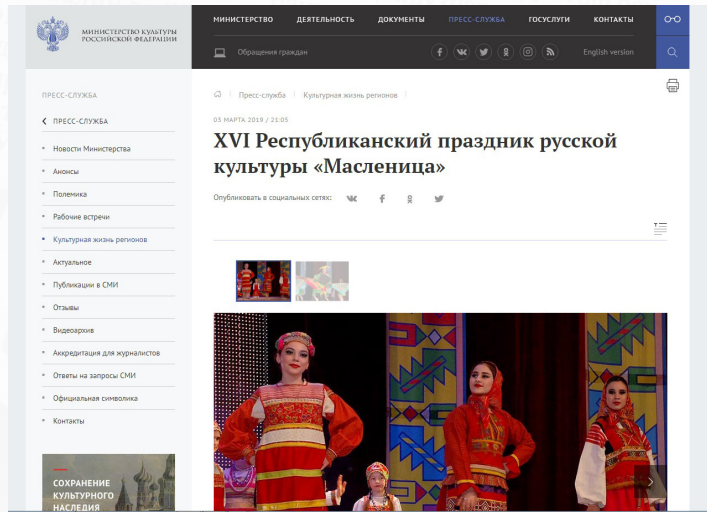 МИНИСТЕРСТВО КУЛЬТУРЫ
РОССИЙСКОЙ ФЕДЕРАЦИИ
МИНИСТЕРСТВО ДЕЯТЕЛЬНОСТЬ ДОКУМЕНТЫ ПРЕСС-СЛУЖБА ГОСУСЛУГИ КОНТАКТЫ
Обращения граждан English version
ПРЕСС-СЛУЖБА
ПРЕСС-СЛУЖБА
Новости Министерства
Анонсы
Полемика
Рабочие встречи
Культурная жизнь регионов
Актуальное
Публикации в СМИ
Отзывы
Видеоархив
Аккредитация для журналистов
Ответы на запросы СМИ
Официальная символика
Контакты
СОХРАНЕНИЕ
КУЛЬТУРНОГО
НАСЛЕДИЯ
Пресс-служба Культурная жизнь регионов
03 МАРТА 2019 / 21:05
XVI Республиканский праздник русской
культуры «Масленица»
Опубликовать в социальных сетях: